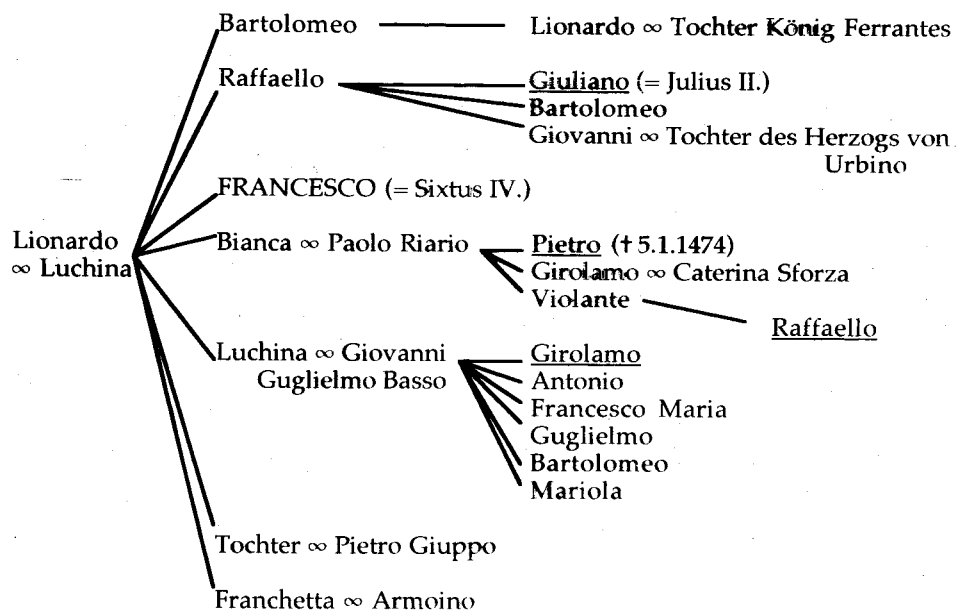 Bartolomeo
Lionardo ∞ Tochter König Ferrantes
Raffaello
Giuliano (= Julius II.)
Bartolomeo
Giovanni ∞ Tochter des Herzogs von
Urbino
FRANCESCO (= Sixtus IV.)
Lionardo
∞ Luchina
Bianca ∞ Paolo Riario
Pietro († 5.1.1474)
Girolamo ∞ Caterina Sforza
Violante
Raffaello
Luchina ∞ Giovanni
Guglielmo Basso
Girolamo
Antonio
Francesco Maria
Guglielmo
Bartolomeo
Mariola
Tochter ∞ Pietro Giuppo
Franchetta ∞ Armoino